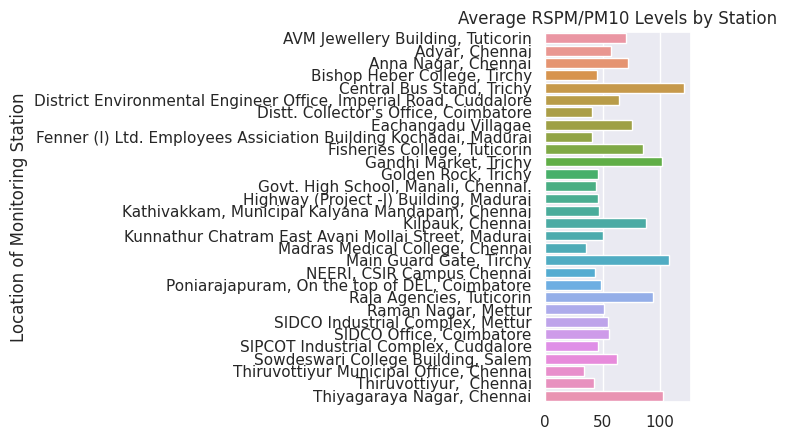 Average RSPM/PM10 Levels by Station
Location of Monitoring Station
AVM Jewellery Building, Tuticorin
Adyar, Chennai
Anna Nagar, Chennai
Bishop Heber College, Tirchy
Central Bus Stand, Trichy
District Environmental Engineer Office, Imperial Road, Cuddalore
Distt. Collector's Office, Coimbatore
Eachangadu Villagae
Fenner (I) Ltd. Employees Assiciation Building Kochadai, Madurai
Fisheries College, Tuticorin
Gandhi Market, Trichy
Golden Rock, Trichy
Govt. High School, Manali, Chennai.
Highway (Project -I) Building, Madurai
Kathivakkam, Municipal Kalyana Mandapam, Chennai
Kilpauk, Chennai
Kunnathur Chatram East Avani Mollai Street, Madurai
Madras Medical College, Chennai
Main Guard Gate, Tirchy
NEERI, CSIR Campus Chennai
Poniarajapuram, On the top of DEL, Coimbatore
Raja Agencies, Tuticorin
Raman Nagar, Mettur
SIDCO Industrial Complex, Mettur
SIDCO Office, Coimbatore
SIPCOT Industrial Complex, Cuddalore
Sowdeswari College Building, Salem
Thiruvottiyur Municipal Office, Chennai
Thiruvottiyur,  Chennai
Thiyagaraya Nagar, Chennai
0 50 100